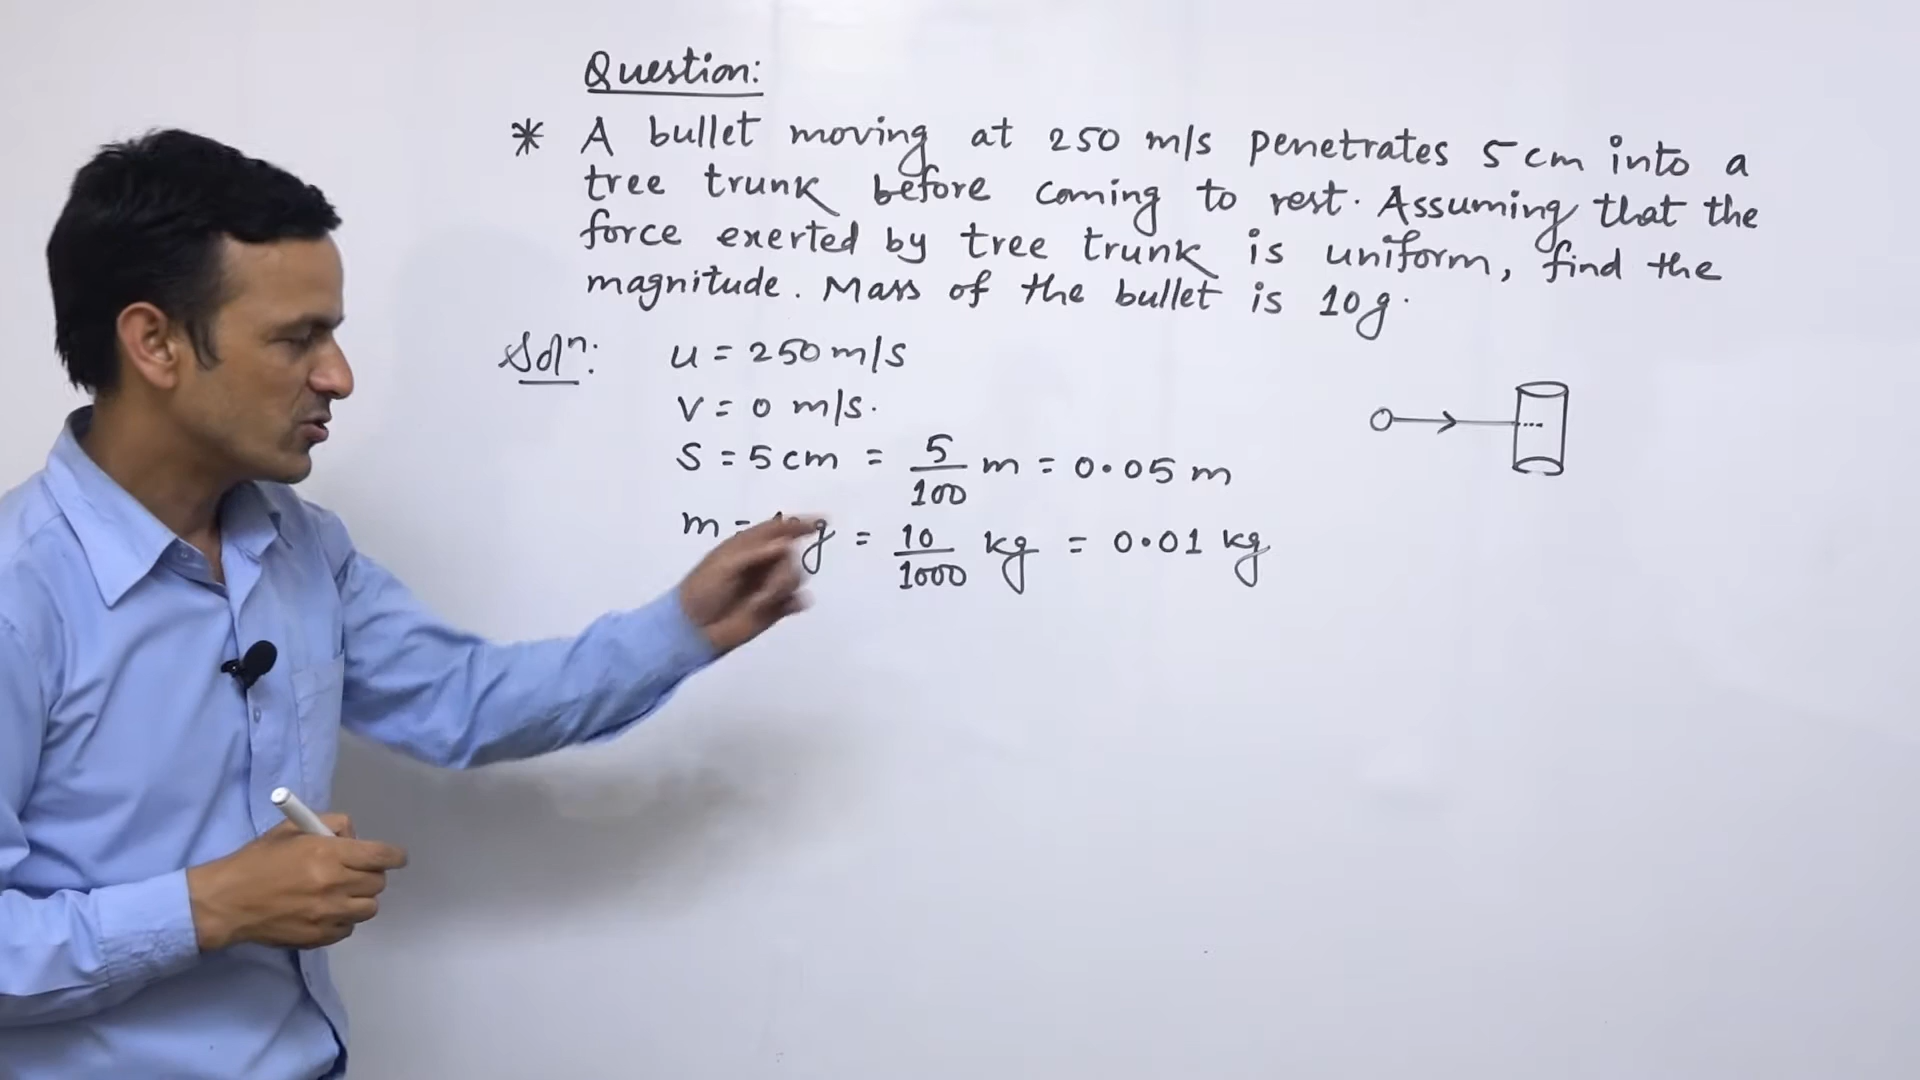 Question:
* A bullet moving at 250 m/s penetrates 5cm into a
tree trunk before coming to rest. Assuming that the
force exerted by tree trunk is uniform, find the
magnitude. Mass of the bullet is 10g.
Solⁿ: u = 250 m/s
v = 0 m/s.
S = 5 cm = 5/100 m = 0.05 m
m = g = 10/1000 kg = 0.01 kg